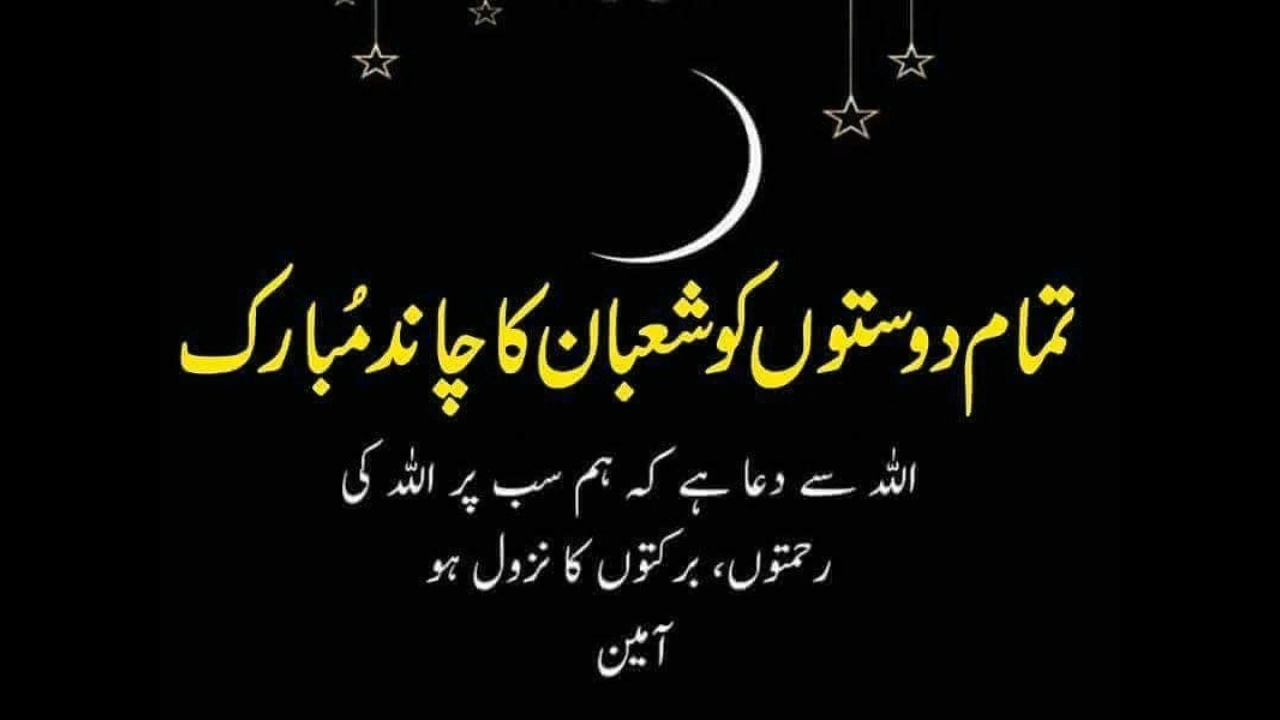 تمام دوستوں کو شعبان کا چاند مُبارک
اللہ سے دعا ہے کہ ہم سب پر اللہ کی
رحمتوں، برکتوں کا نزول ہو
آمین